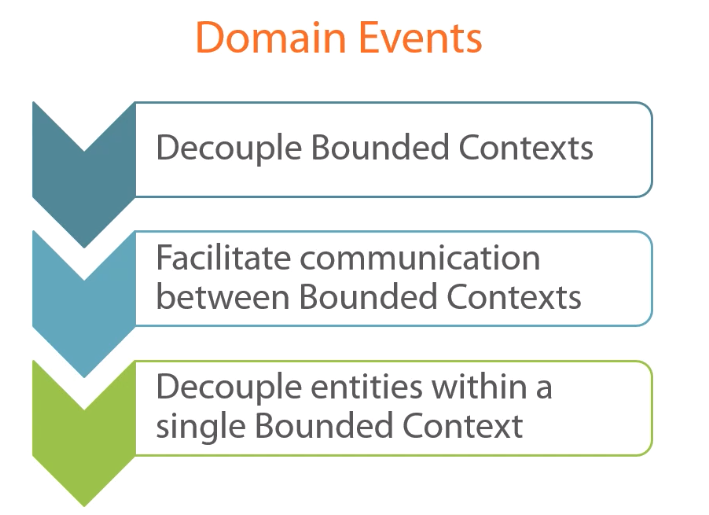 Domain Events
Decouple Bounded Contexts
Facilitate communication
between Bounded Contexts
Decouple entities within a
single Bounded Context